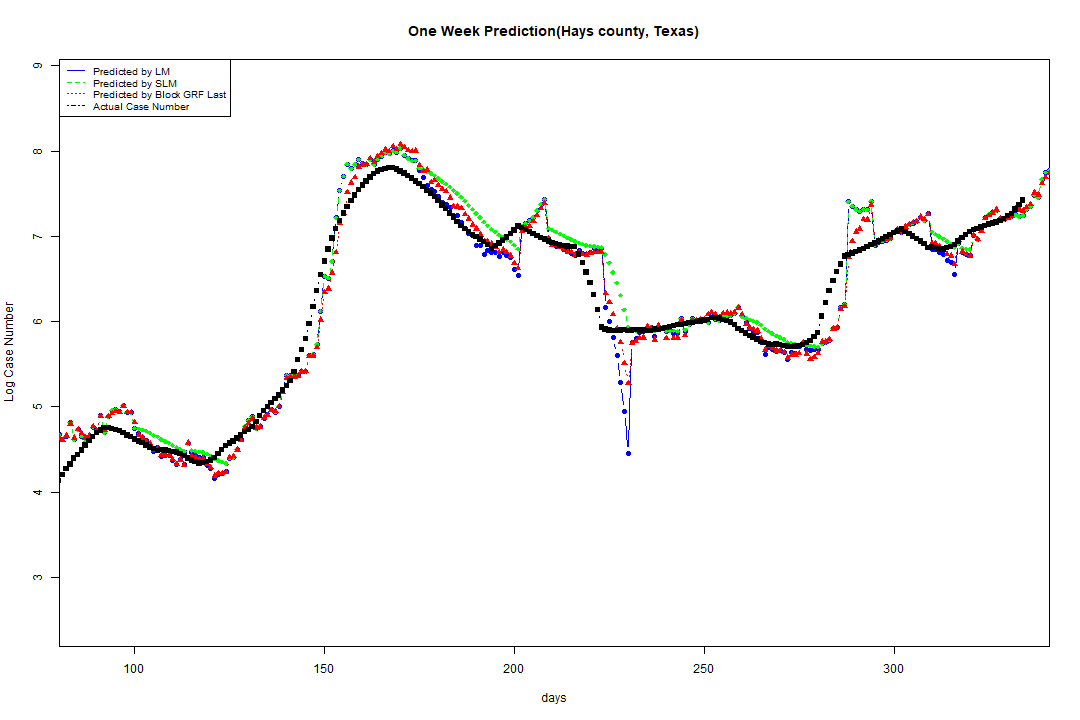 One Week Prediction(Hays county, Texas)
Predicted by LM
Predicted by SLM
Predicted by Block GRF Last
Actual Case Number
9
8
7
6
5
4
3
Log Case Number
100 150 200 250 300
days